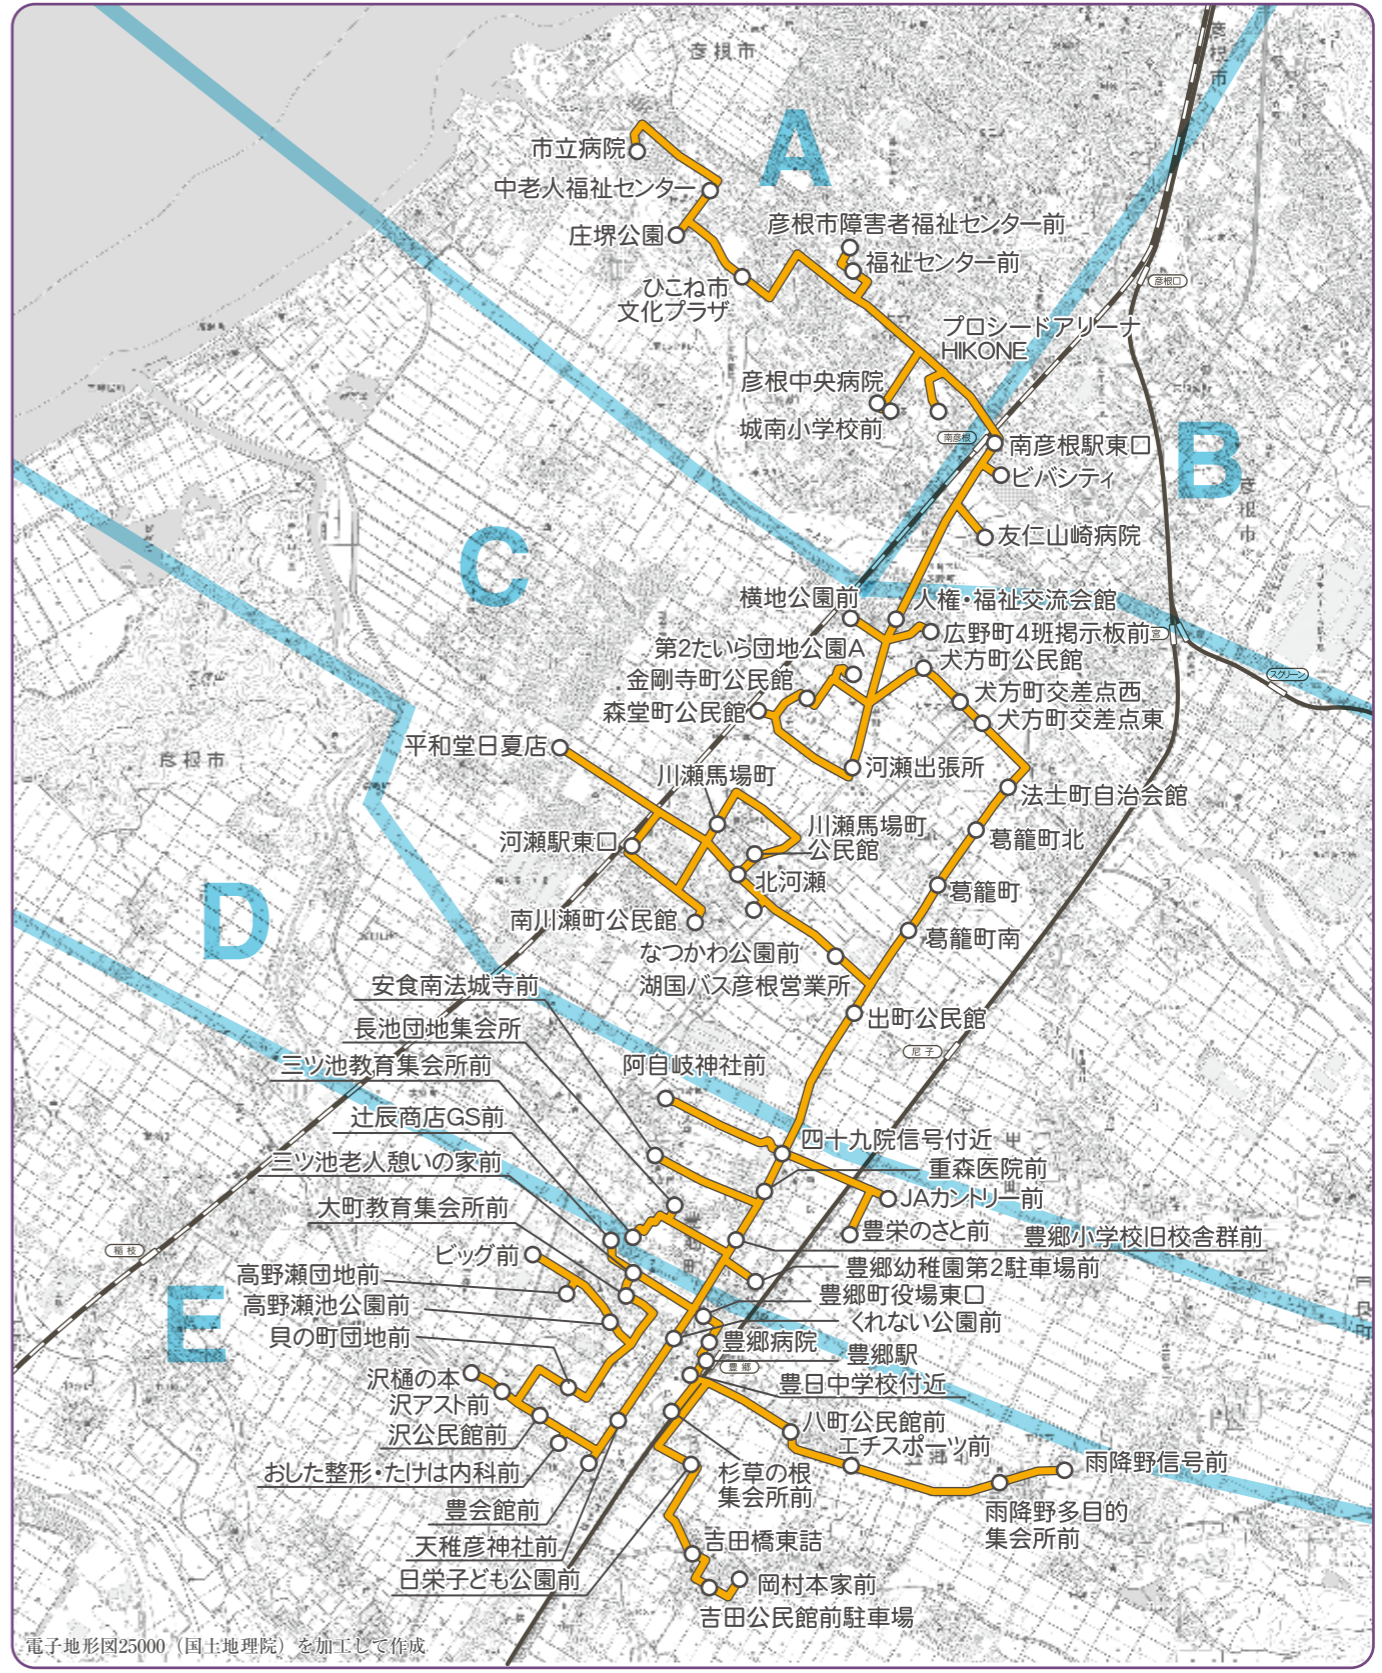 彦根市
彦根市
A
市立病院
中老人福祉センター
庄堺公園
彦根市障害者福祉センター前
福祉センター前
ひこね市
文化プラザ
彦根口
プロシードアリーナ
HIKONE
彦根中央病院
城南小学校前
南彦根
南彦根駅東口
ビバシティ
B
彦根市
友仁山崎病院
C
横地公園前
人権・福祉交流会館
広野町4班掲示板前
宮
第2たいら団地公園A
犬方町公民館
金剛寺町公民館
スクリーン
犬方町交差点西
森堂町公民館
犬方町交差点東
平和堂日夏店
彦根市
川瀬馬場町
河瀬出張所
法士町自治会館
河瀬駅東口
川瀬馬場町
公民館
葛籠町北
北河瀬
葛籠町
D
南川瀬町公民館
葛籠町南
なつかわ公園前
湖国バス彦根営業所
安食南法城寺前
出町公民館
長池団地集会所
尼子
三ツ池教育集会所前
阿自岐神社前
辻辰商店GS前
四十九院信号付近
三ツ池老人憩いの家前
重森医院前
JAカントリー前
大町教育集会所前
豊栄のさと前
豊郷小学校旧校舎群前
稲枝
ビッグ前
豊郷幼稚園第2駐車場前
高野瀬団地前
豊郷町役場東口
E
高野瀬池公園前
くれない公園前
貝の町団地前
豊郷病院
豊郷駅
豊郷
沢樋の本
豊日中学校付近
沢アスト前
八町公民館前
沢公民館前
エチスポーツ前
おした整形・たけは内科前
杉草の根
集会所前
雨降野信号前
豊会館前
雨降野多目的
集会所前
天稚彦神社前
吉田橋東詰
日栄子ども公園前
岡村本家前
吉田公民館前駐車場
電子地形図25000（国土地理院）を加工して作成